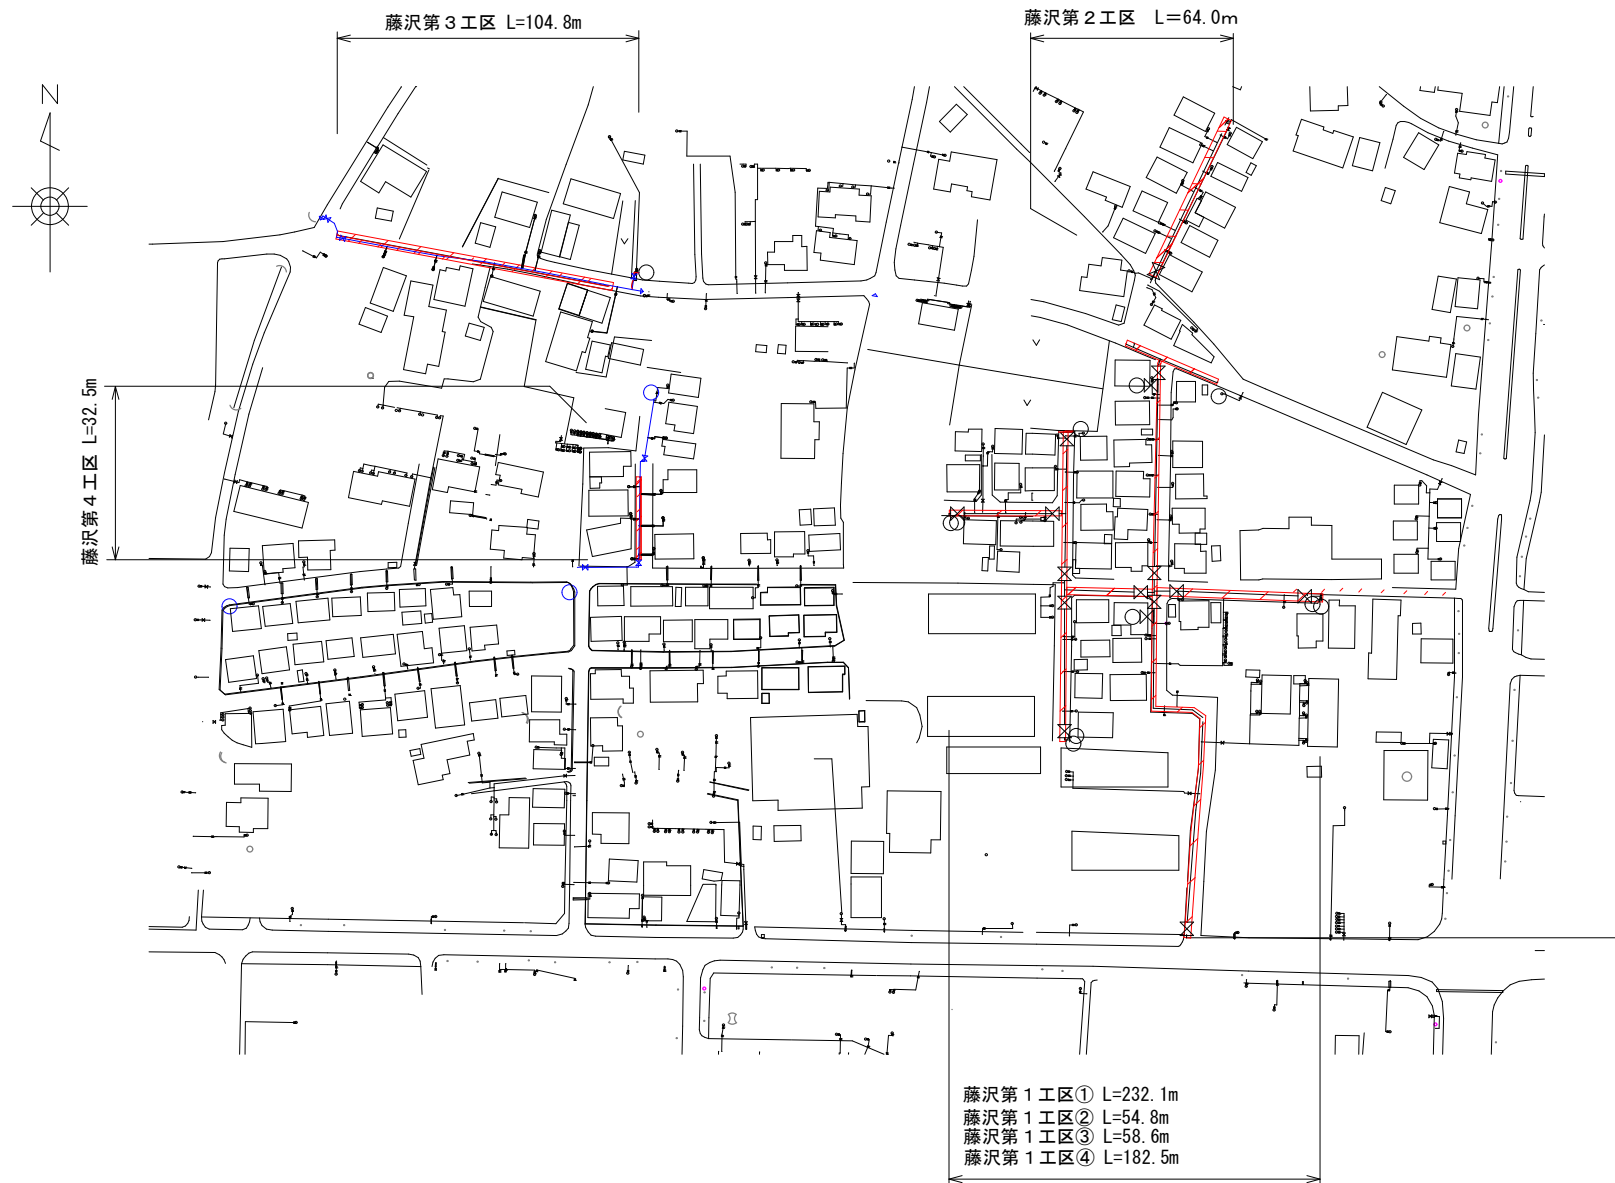 藤沢第３工区 L=104.8m
藤沢第２工区 L＝64.0ｍ
N
藤沢第４工区 L=32.5m
藤沢第１工区① L=232.1m
藤沢第１工区② L=54.8m
藤沢第１工区③ L=58.6m
藤沢第１工区④ L=182.5m